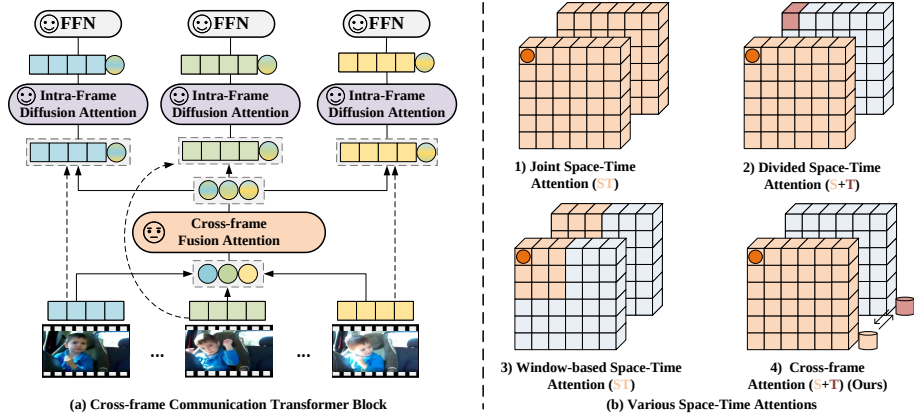 FFN
FFN
FFN
Intra-Frame
Diffusion Attention
Intra-Frame
Diffusion Attention
Intra-Frame
Diffusion Attention
Cross-frame
Fusion Attention
...
...
(a) Cross-frame Communication Transformer Block
1) Joint Space-Time
Attention (ST)
2) Divided Space-Time
Attention (S+T)
3) Window-based Space-Time
Attention (ST)
4) Cross-frame
Attention (S+T) (Ours)
(b) Various Space-Time Attentions